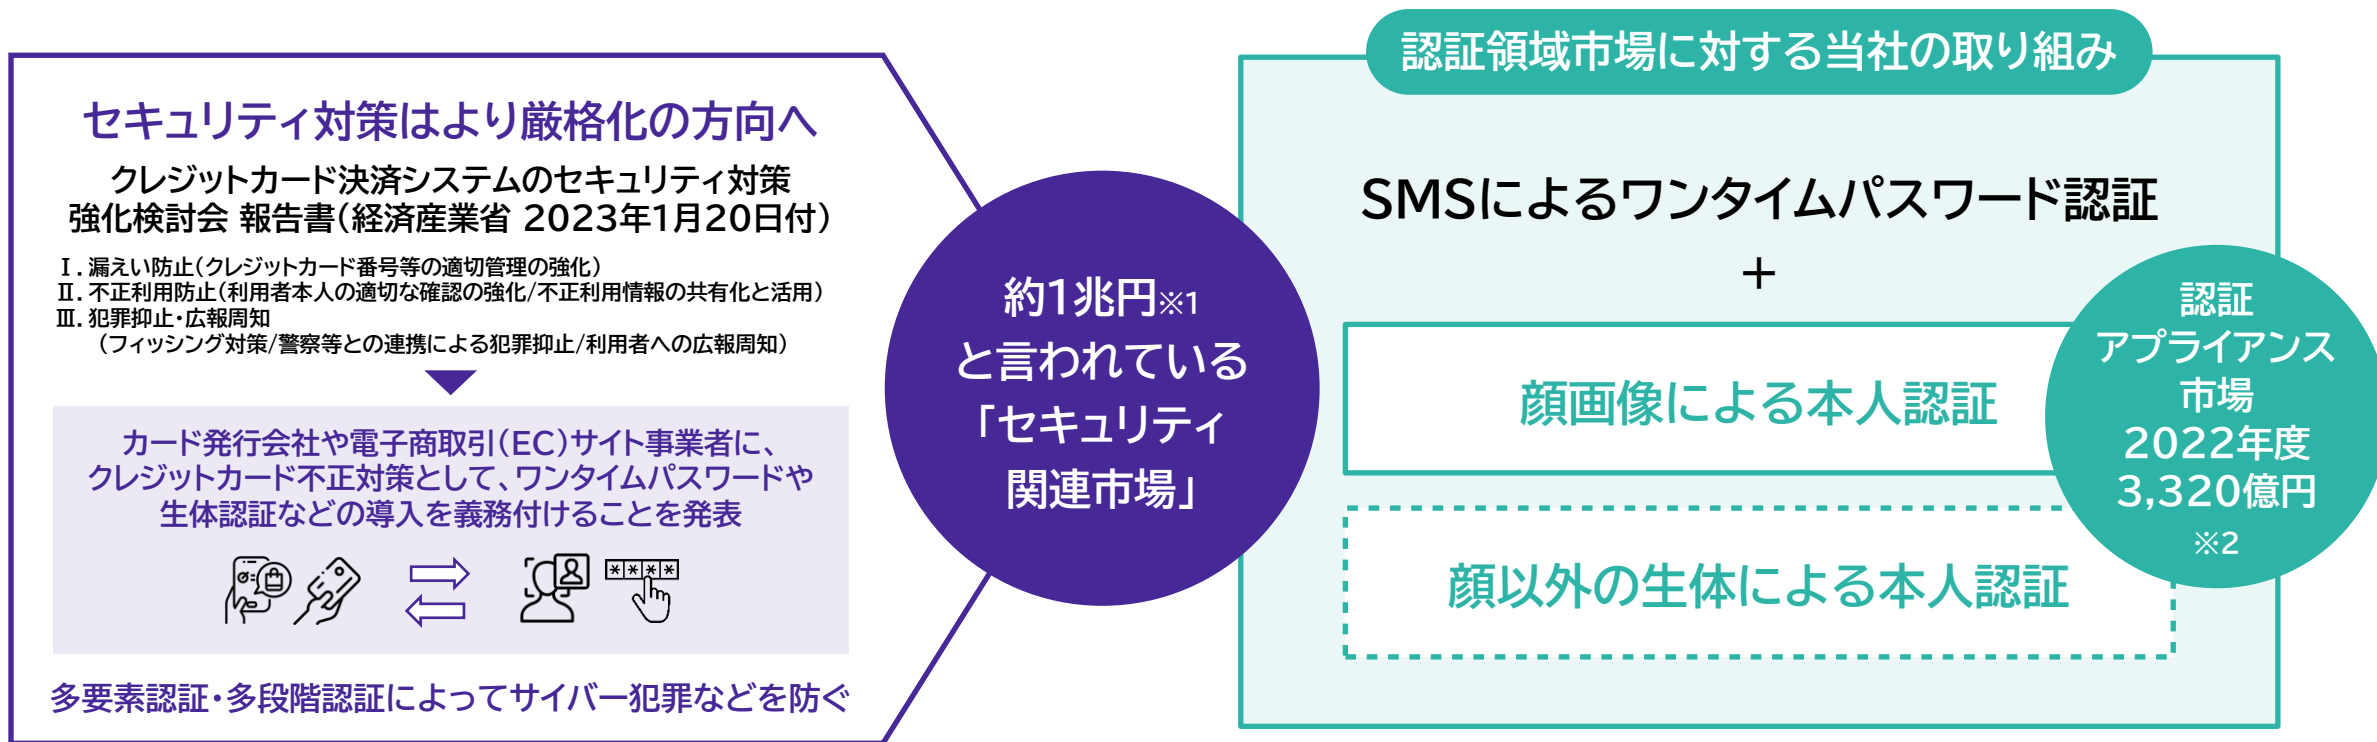 セキュリティ対策はより厳格化の方向へ
クレジットカード決済システムのセキュリティ対策
強化検討会 報告書(経済産業省 2023年1月20日付)
Ⅰ. 漏えい防止(クレジットカード番号等の適切管理の強化)
Ⅱ. 不正利用防止(利用者本人の適切な確認の強化/不正利用情報の共有化と活用)
Ⅲ. 犯罪抑止・広報周知
(フィッシング対策/警察等との連携による犯罪抑止/利用者への広報周知)
カード発行会社や電子商取引(EC)サイト事業者に、
クレジットカード不正対策として、ワンタイムパスワードや
生体認証などの導入を義務付けることを発表
****
多要素認証・多段階認証によってサイバー犯罪などを防ぐ
約1兆円※1
と言われている
「セキュリティ
関連市場」
認証領域市場に対する当社の取り組み
SMSによるワンタイムパスワード認証
+
顔画像による本人認証
顔以外の生体による本人認証
認証
アプライアンス
市場
2022年度
3,320億円
※2